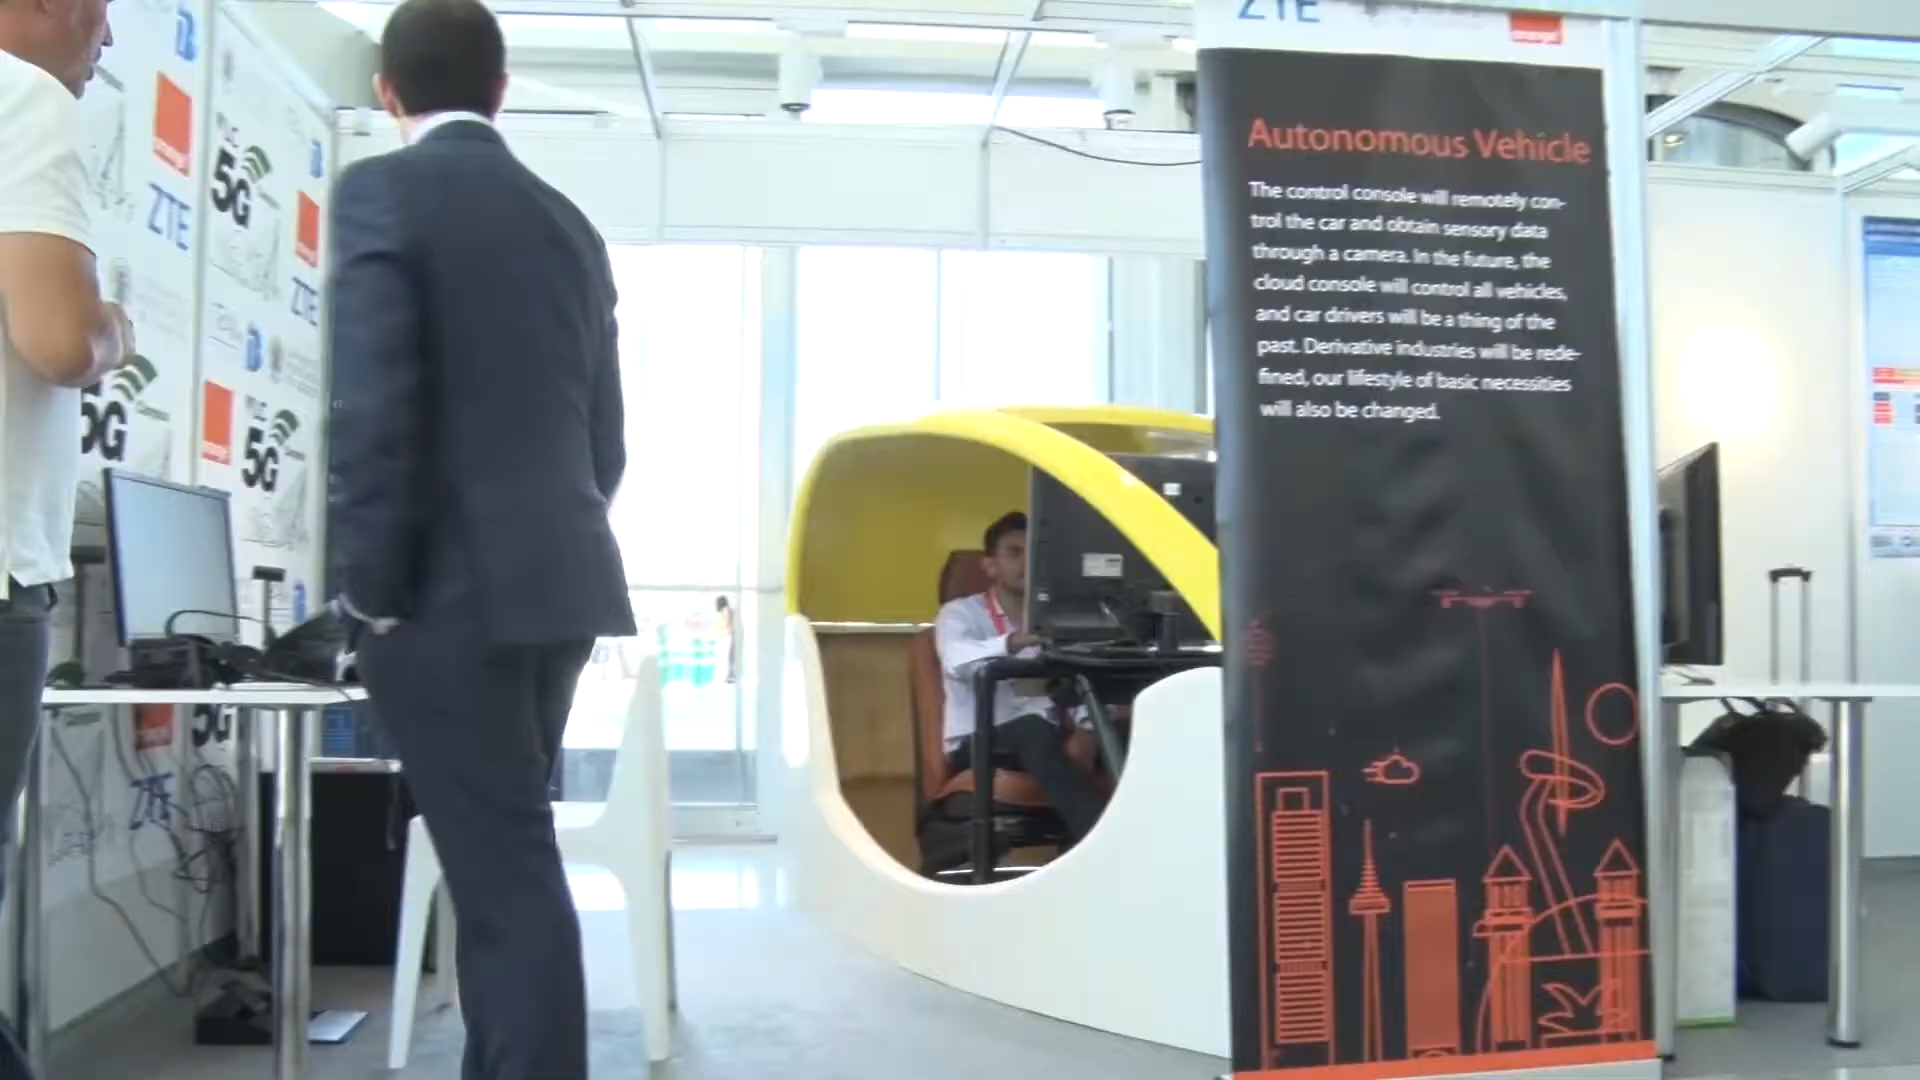 ZTE
orange
Autonomous Vehicle
The control console will remotely con-
trol the car and obtain sensory data
through a camera. In the future, the
cloud console will control all vehicles,
and car drivers will be a thing of the
past. Derivative industries will be rede-
fined, our lifestyle of basic necessities
will also be changed.
orange
5G
ZTE
ZTE
5G
5G
5G